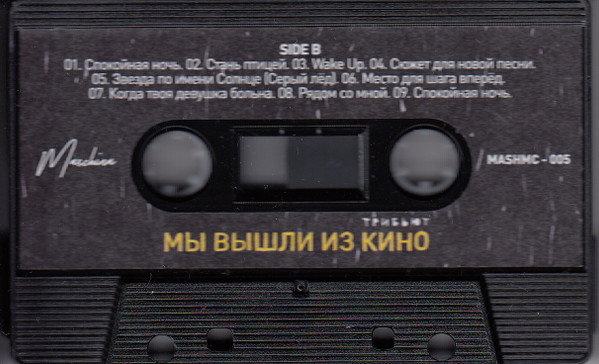 SIDE B
01. Спокойная ночь. 02. Стань птицей. 03. Wake Up. 04. Сюжет для новой песни.
05. Звезда по имени Солнце (Серый лёд). 06. Место для шага вперёд.
07. Когда твоя девушка больна. 08. Рядом со мной. 09. Спокойная ночь.
Maschina
MASHMC - 005
ТРИБЬЮТ
МЫ ВЫШЛИ ИЗ КИНО